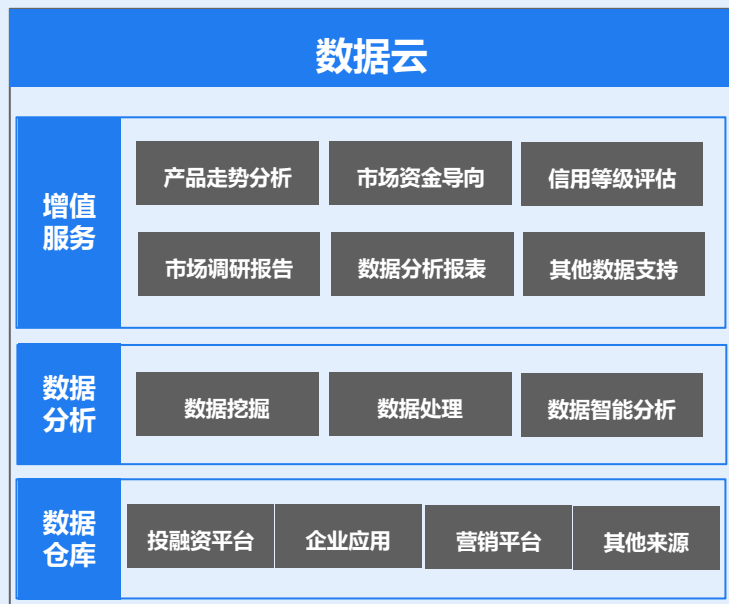 数据云
增值
服务
产品走势分析
市场资金导向
信用等级评估
市场调研报告
数据分析报表
其他数据支持
数据
分析
数据挖掘
数据处理
数据智能分析
数据
仓库
投融资平台
企业应用
营销平台
其他来源